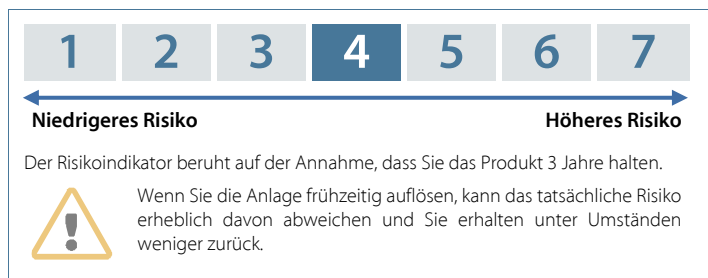 1 2 3 4 5 6 7
Niedrigeres Risiko Höheres Risiko
Der Risikoindikator beruht auf der Annahme, dass Sie das Produkt 3 Jahre halten.
Wenn Sie die Anlage frühzeitig auflösen, kann das tatsächliche Risiko
erheblich davon abweichen und Sie erhalten unter Umständen
weniger zurück.